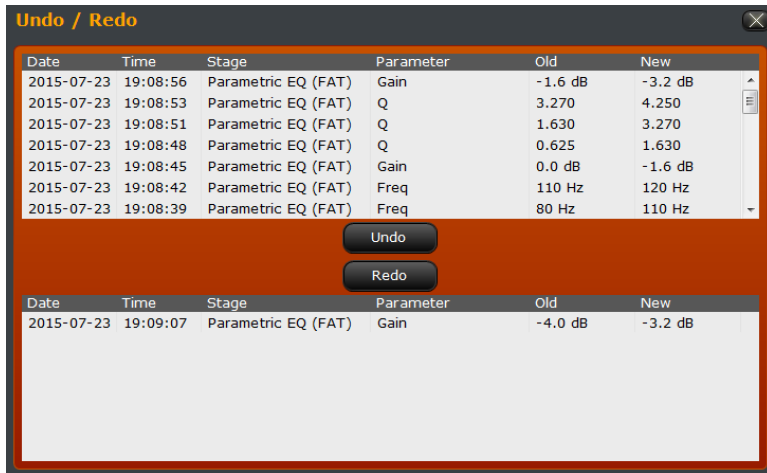 Undo / Redo
Date Time Stage Parameter Old New
2015-07-23 19:08:56 Parametric EQ (FAT) Gain -1.6 dB -3.2 dB
2015-07-23 19:08:53 Parametric EQ (FAT) Q 3.270 4.250
2015-07-23 19:08:51 Parametric EQ (FAT) Q 1.630 3.270
2015-07-23 19:08:48 Parametric EQ (FAT) Q 0.625 1.630
2015-07-23 19:08:45 Parametric EQ (FAT) Gain 0.0 dB -1.6 dB
2015-07-23 19:08:42 Parametric EQ (FAT) Freq 110 Hz 120 Hz
2015-07-23 19:08:39 Parametric EQ (FAT) Freq 80 Hz 110 Hz
Undo
Redo
Date Time Stage Parameter Old New
2015-07-23 19:09:07 Parametric EQ (FAT) Gain -4.0 dB -3.2 dB